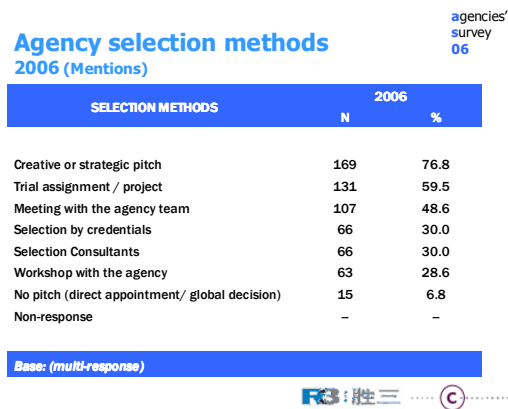 agencies'
survey
06
Agency selection methods
2006 (Mentions)
SELECTION METHODS
2006
N %
Creative or strategic pitch 169 76.8
Trial assignment / project 131 59.5
Meeting with the agency team 107 48.6
Selection by credentials 66 30.0
Selection Consultants 66 30.0
Workshop with the agency 63 28.6
No pitch (direct appointment/ global decision) 15 6.8
Non-response – –
Base: (multi-response)
R3:胜三 C